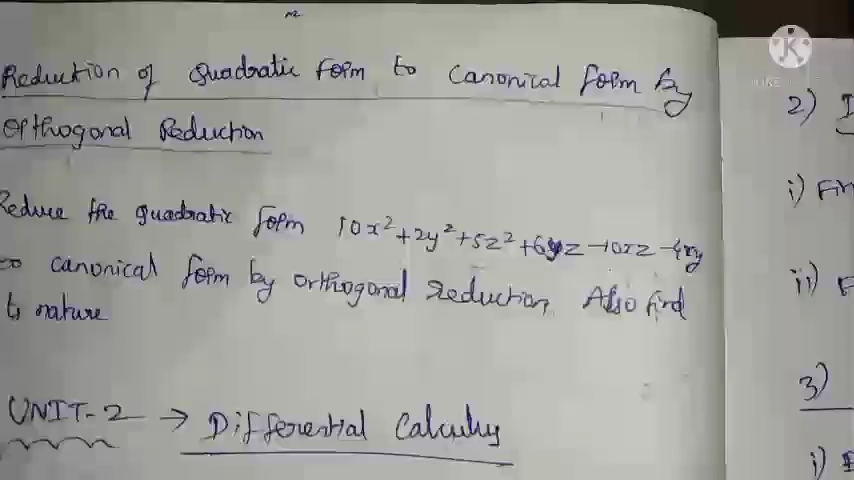 Reduction of Quadratic form to Canonical form by
Orthogonal Reduction
Reduce the quadratic form 10x²+2y²+5z²+6yz-10xz-4xy
to canonical form by orthogonal reduction. Also find
its nature
UNIT-2 → Differential Calculus
2)
i) Fin
ii) F
3)
i)